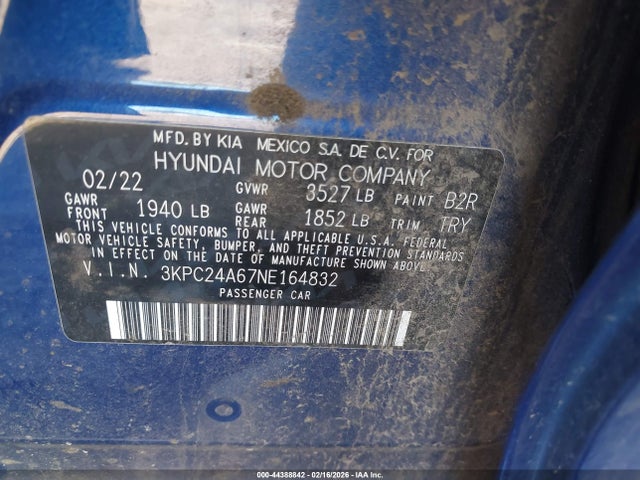 MFD. BY KIA MEXICO S.A. DE C.V. FOR
HYUNDAI MOTOR COMPANY
02/22 GVWR 3527 LB PAINT B2R
GAWR FRONT 1940 LB GAWR REAR 1852 LB TRIM TRY
THIS VEHICLE CONFORMS TO ALL APPLICABLE U.S.A. FEDERAL
MOTOR VEHICLE SAFETY, BUMPER, AND THEFT PREVENTION STANDARDS
IN EFFECT ON THE DATE OF MANUFACTURE SHOWN ABOVE.
V.I.N. 3KPC24A67NE164832
PASSENGER CAR
000-44388842 - 02/16/2026 - IAA Inc.